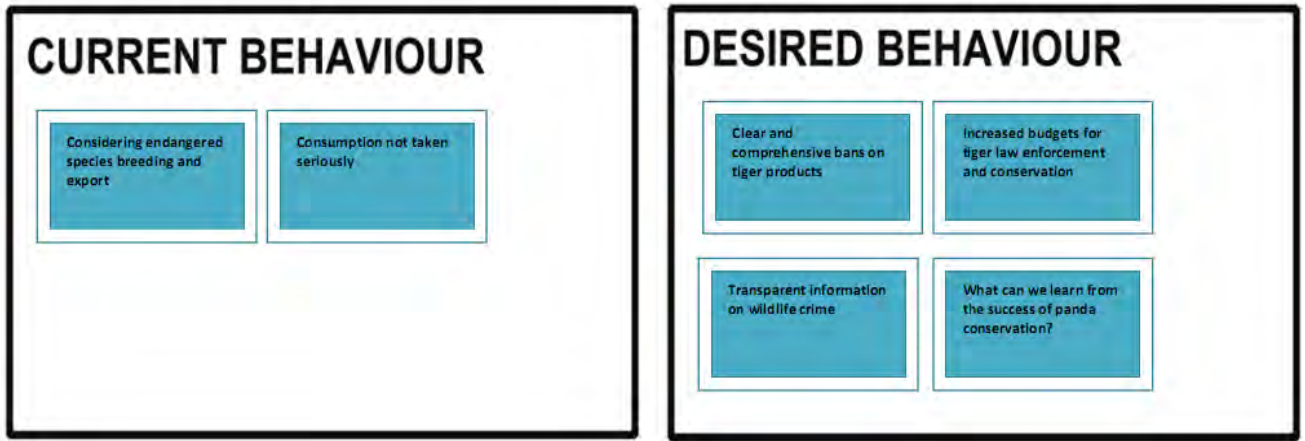 CURRENT BEHAVIOUR
Considering endangered
species breeding and
export
Consumption not taken
seriously
DESIRED BEHAVIOUR
Clear and
comprehensive bans on
tiger products
Increased budgets for
tiger law enforcement
and conservation
Transparent information
on wildlife crime
What can we learn from
the success of panda
conservation?